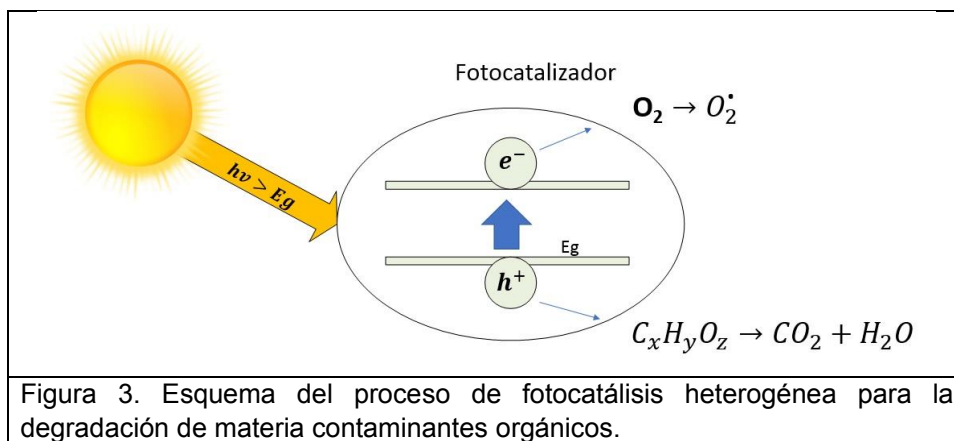 Fotocatalizador
O₂ → O₂•
e⁻
hν > Eg
Eg
h⁺
CₓHᵧO_z → CO₂ + H₂O
Figura 3. Esquema del proceso de fotocatálisis heterogénea para la
degradación de materia contaminantes orgánicos.